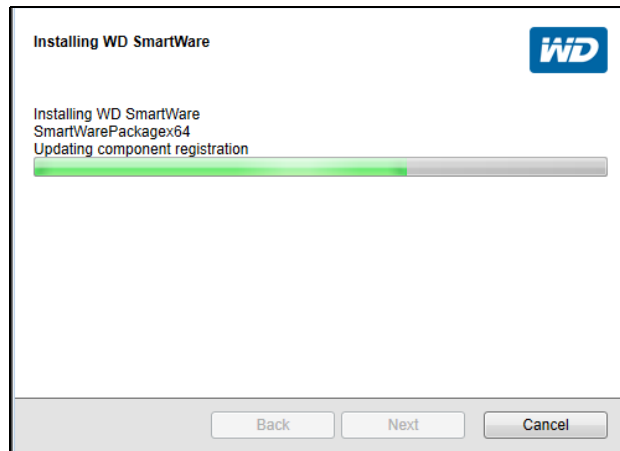 Installing WD SmartWare
WD
Installing WD SmartWare
SmartWarePackagex64
Updating component registration
Back
Next
Cancel